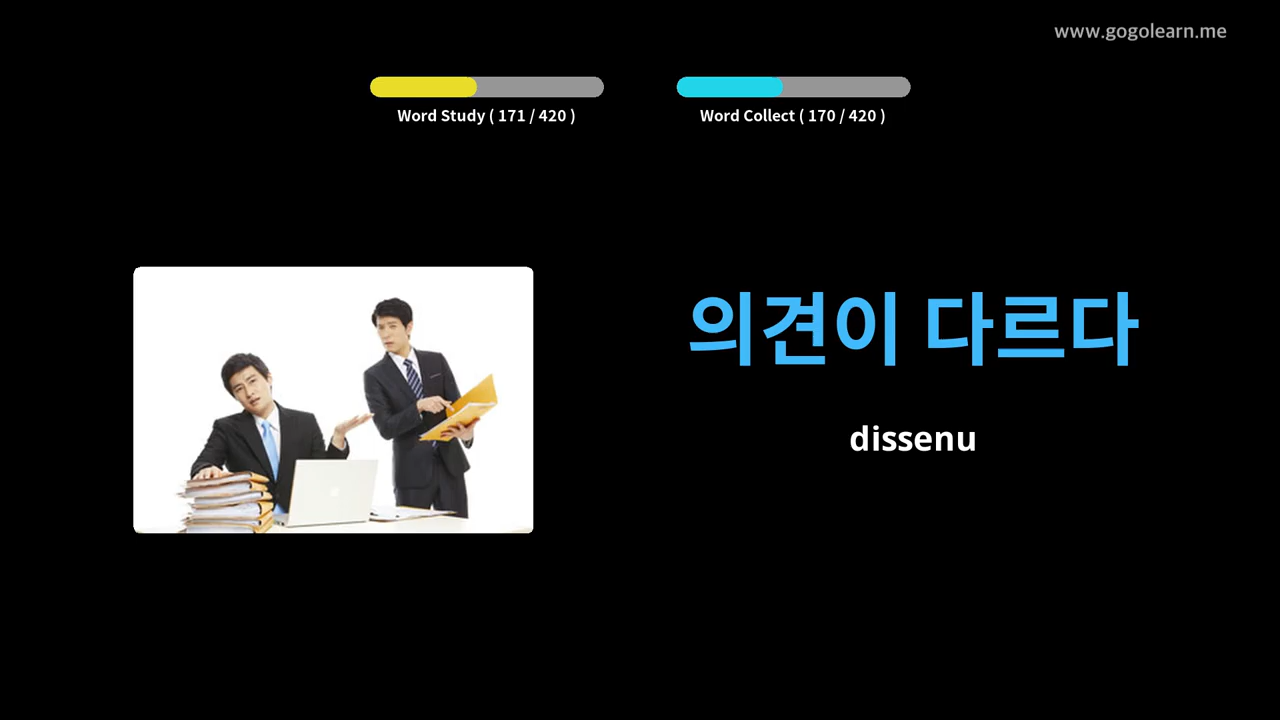 www.gogolearn.me
Word Study ( 171 / 420 )
Word Collect ( 170 / 420 )
의견이 다르다
dissenu